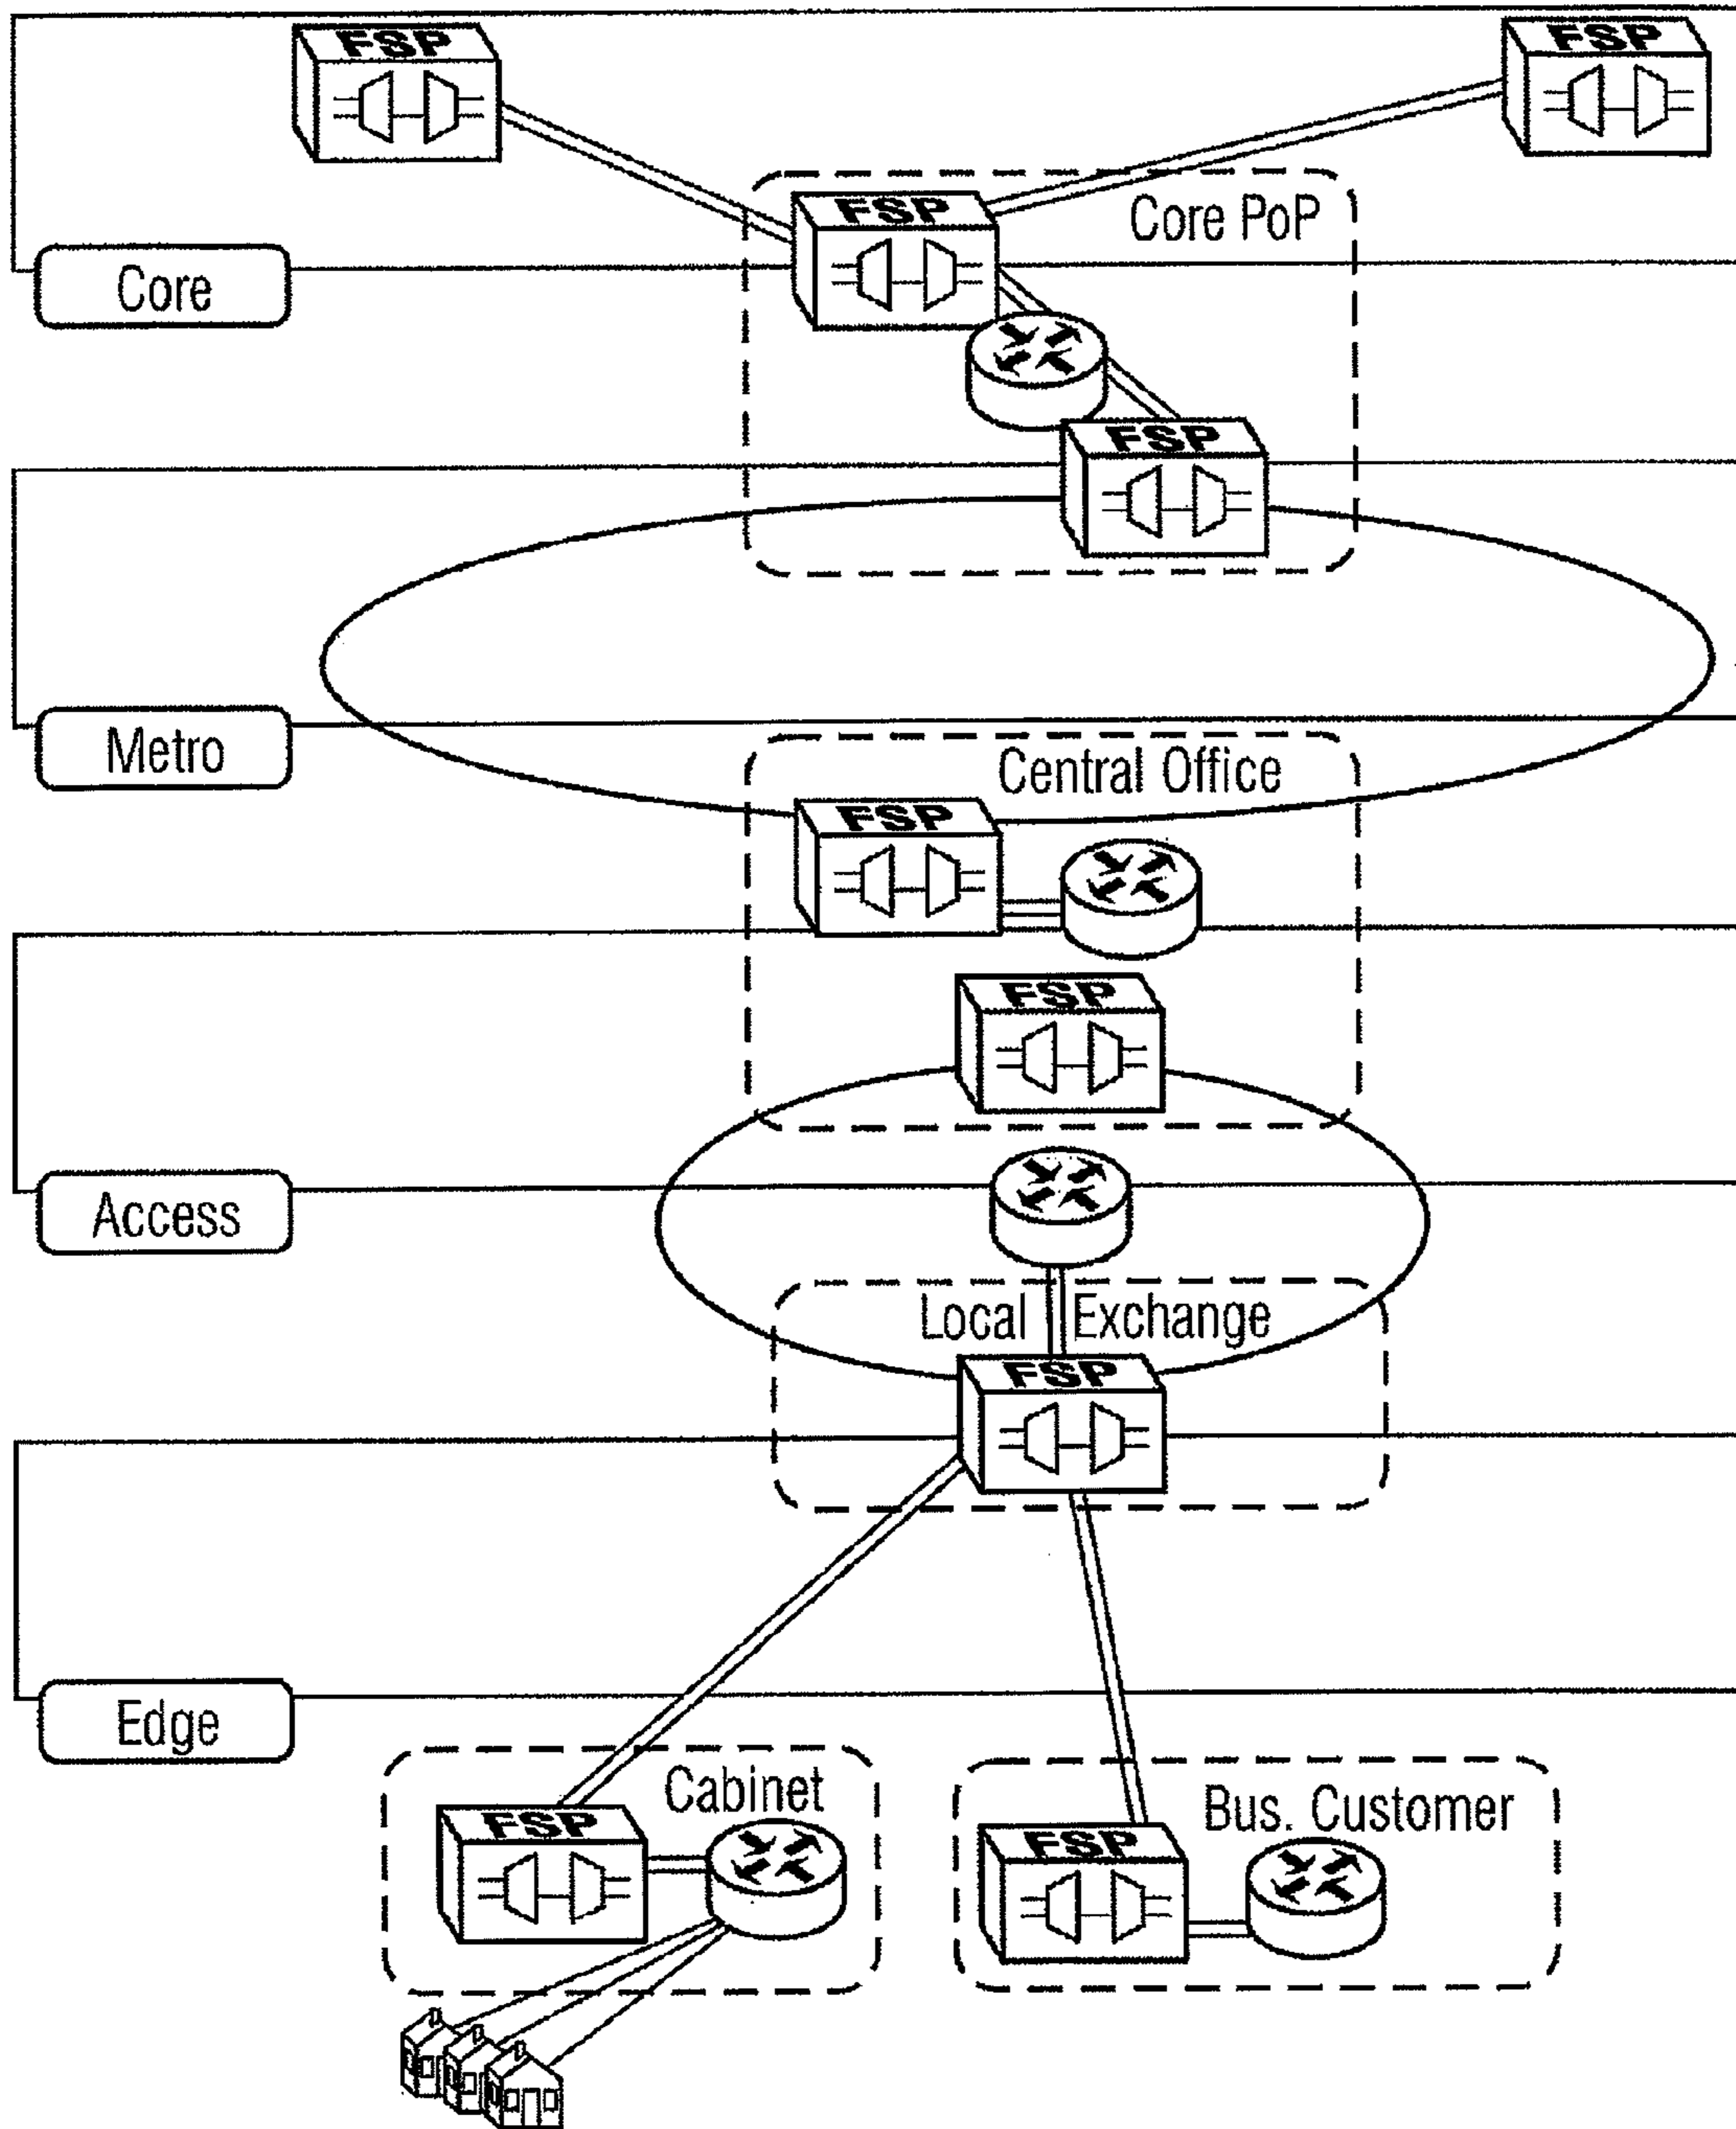 FSP
FSP
FSP
Core PoP
Core
FSP
Metro
Central Office
FSP
FSP
Access
Local Exchange
FSP
Edge
Cabinet
FSP
Bus. Customer
FSP